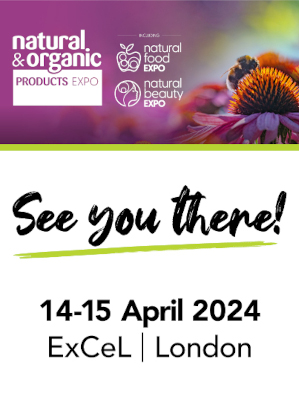 natural
&organic
PRODUCTS EXPO
INCLUDING
natural
food
EXPO
natural
beauty
EXPO
See you there!
14-15 April 2024
ExCeL | London